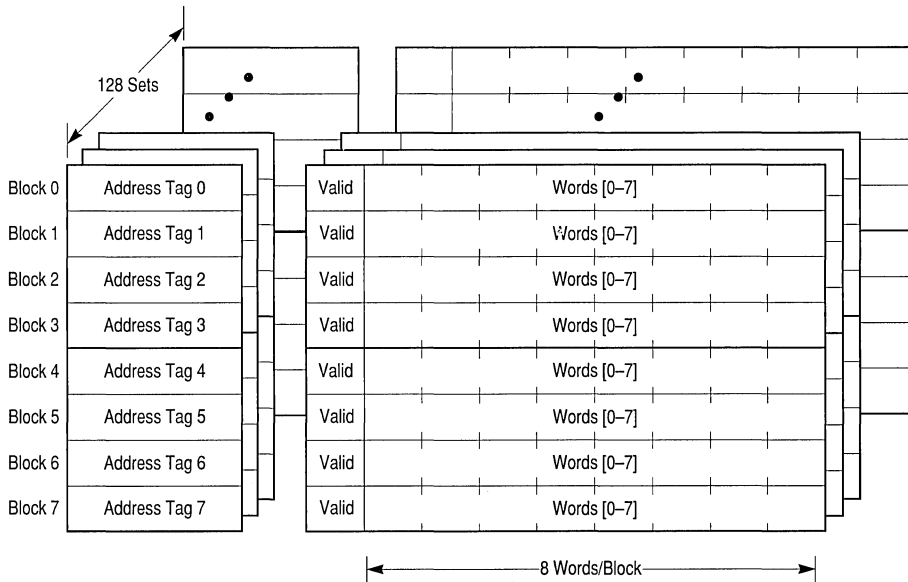 128 Sets
Block 0 Address Tag 0 Valid Words [0–7]
Block 1 Address Tag 1 Valid Words [0–7]
Block 2 Address Tag 2 Valid Words [0–7]
Block 3 Address Tag 3 Valid Words [0–7]
Block 4 Address Tag 4 Valid Words [0–7]
Block 5 Address Tag 5 Valid Words [0–7]
Block 6 Address Tag 6 Valid Words [0–7]
Block 7 Address Tag 7 Valid Words [0–7]
8 Words/Block